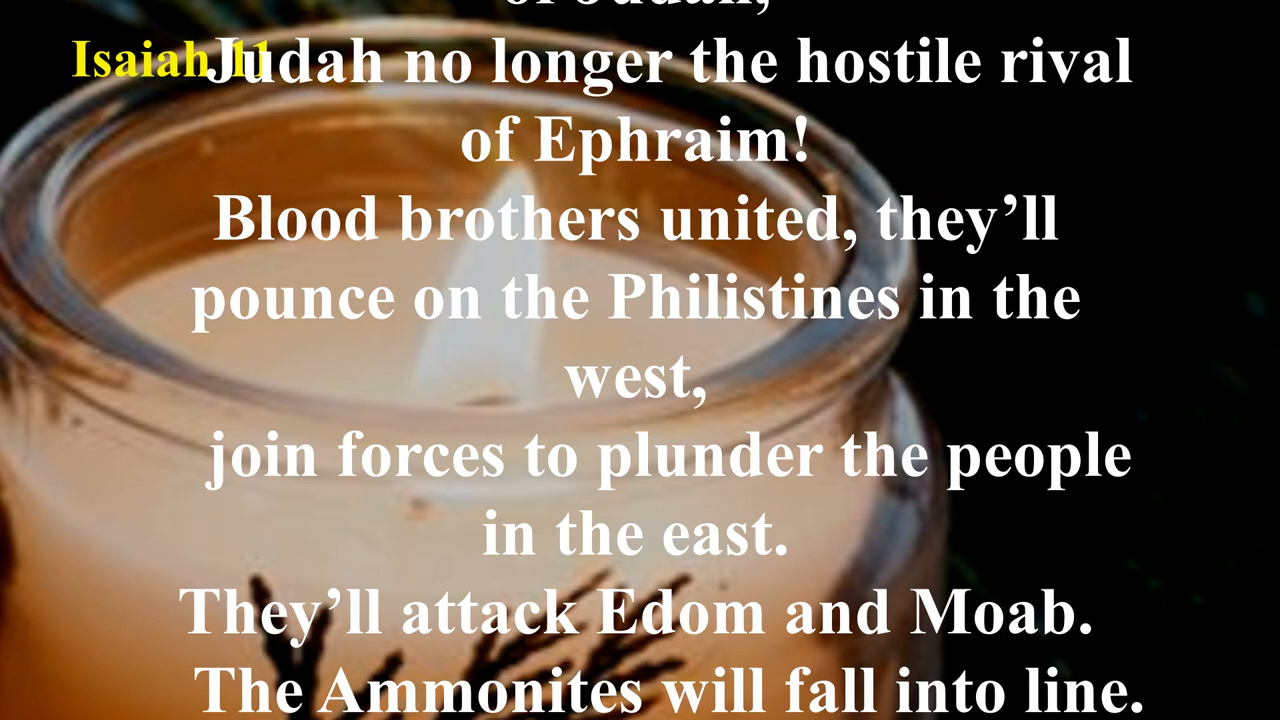 of Judah,
Isaiah 11
Judah no longer the hostile rival
of Ephraim!
Blood brothers united, they’ll
pounce on the Philistines in the
west,
join forces to plunder the people
in the east.
They’ll attack Edom and Moab.
The Ammonites will fall into line.